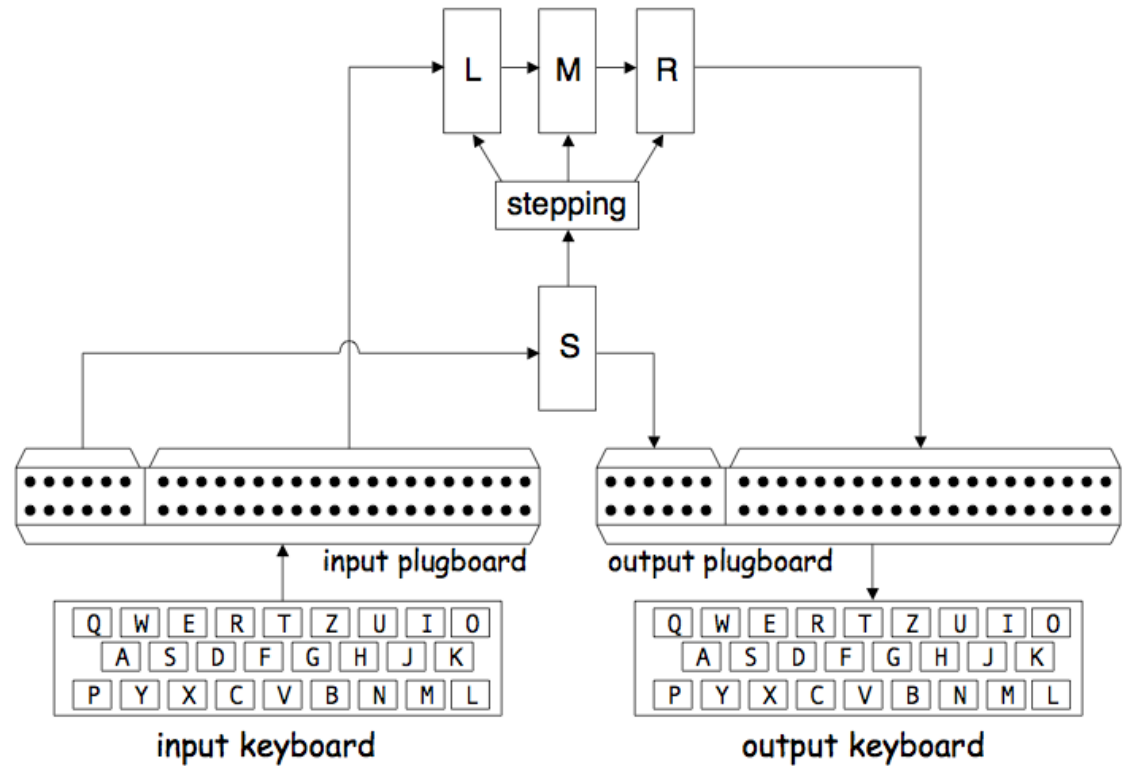 L M R
stepping
S
input plugboard output plugboard
Q W E R T Z U I O Q W E R T Z U I O
A S D F G H J K A S D F G H J K
P Y X C V B N M L P Y X C V B N M L
input keyboard output keyboard